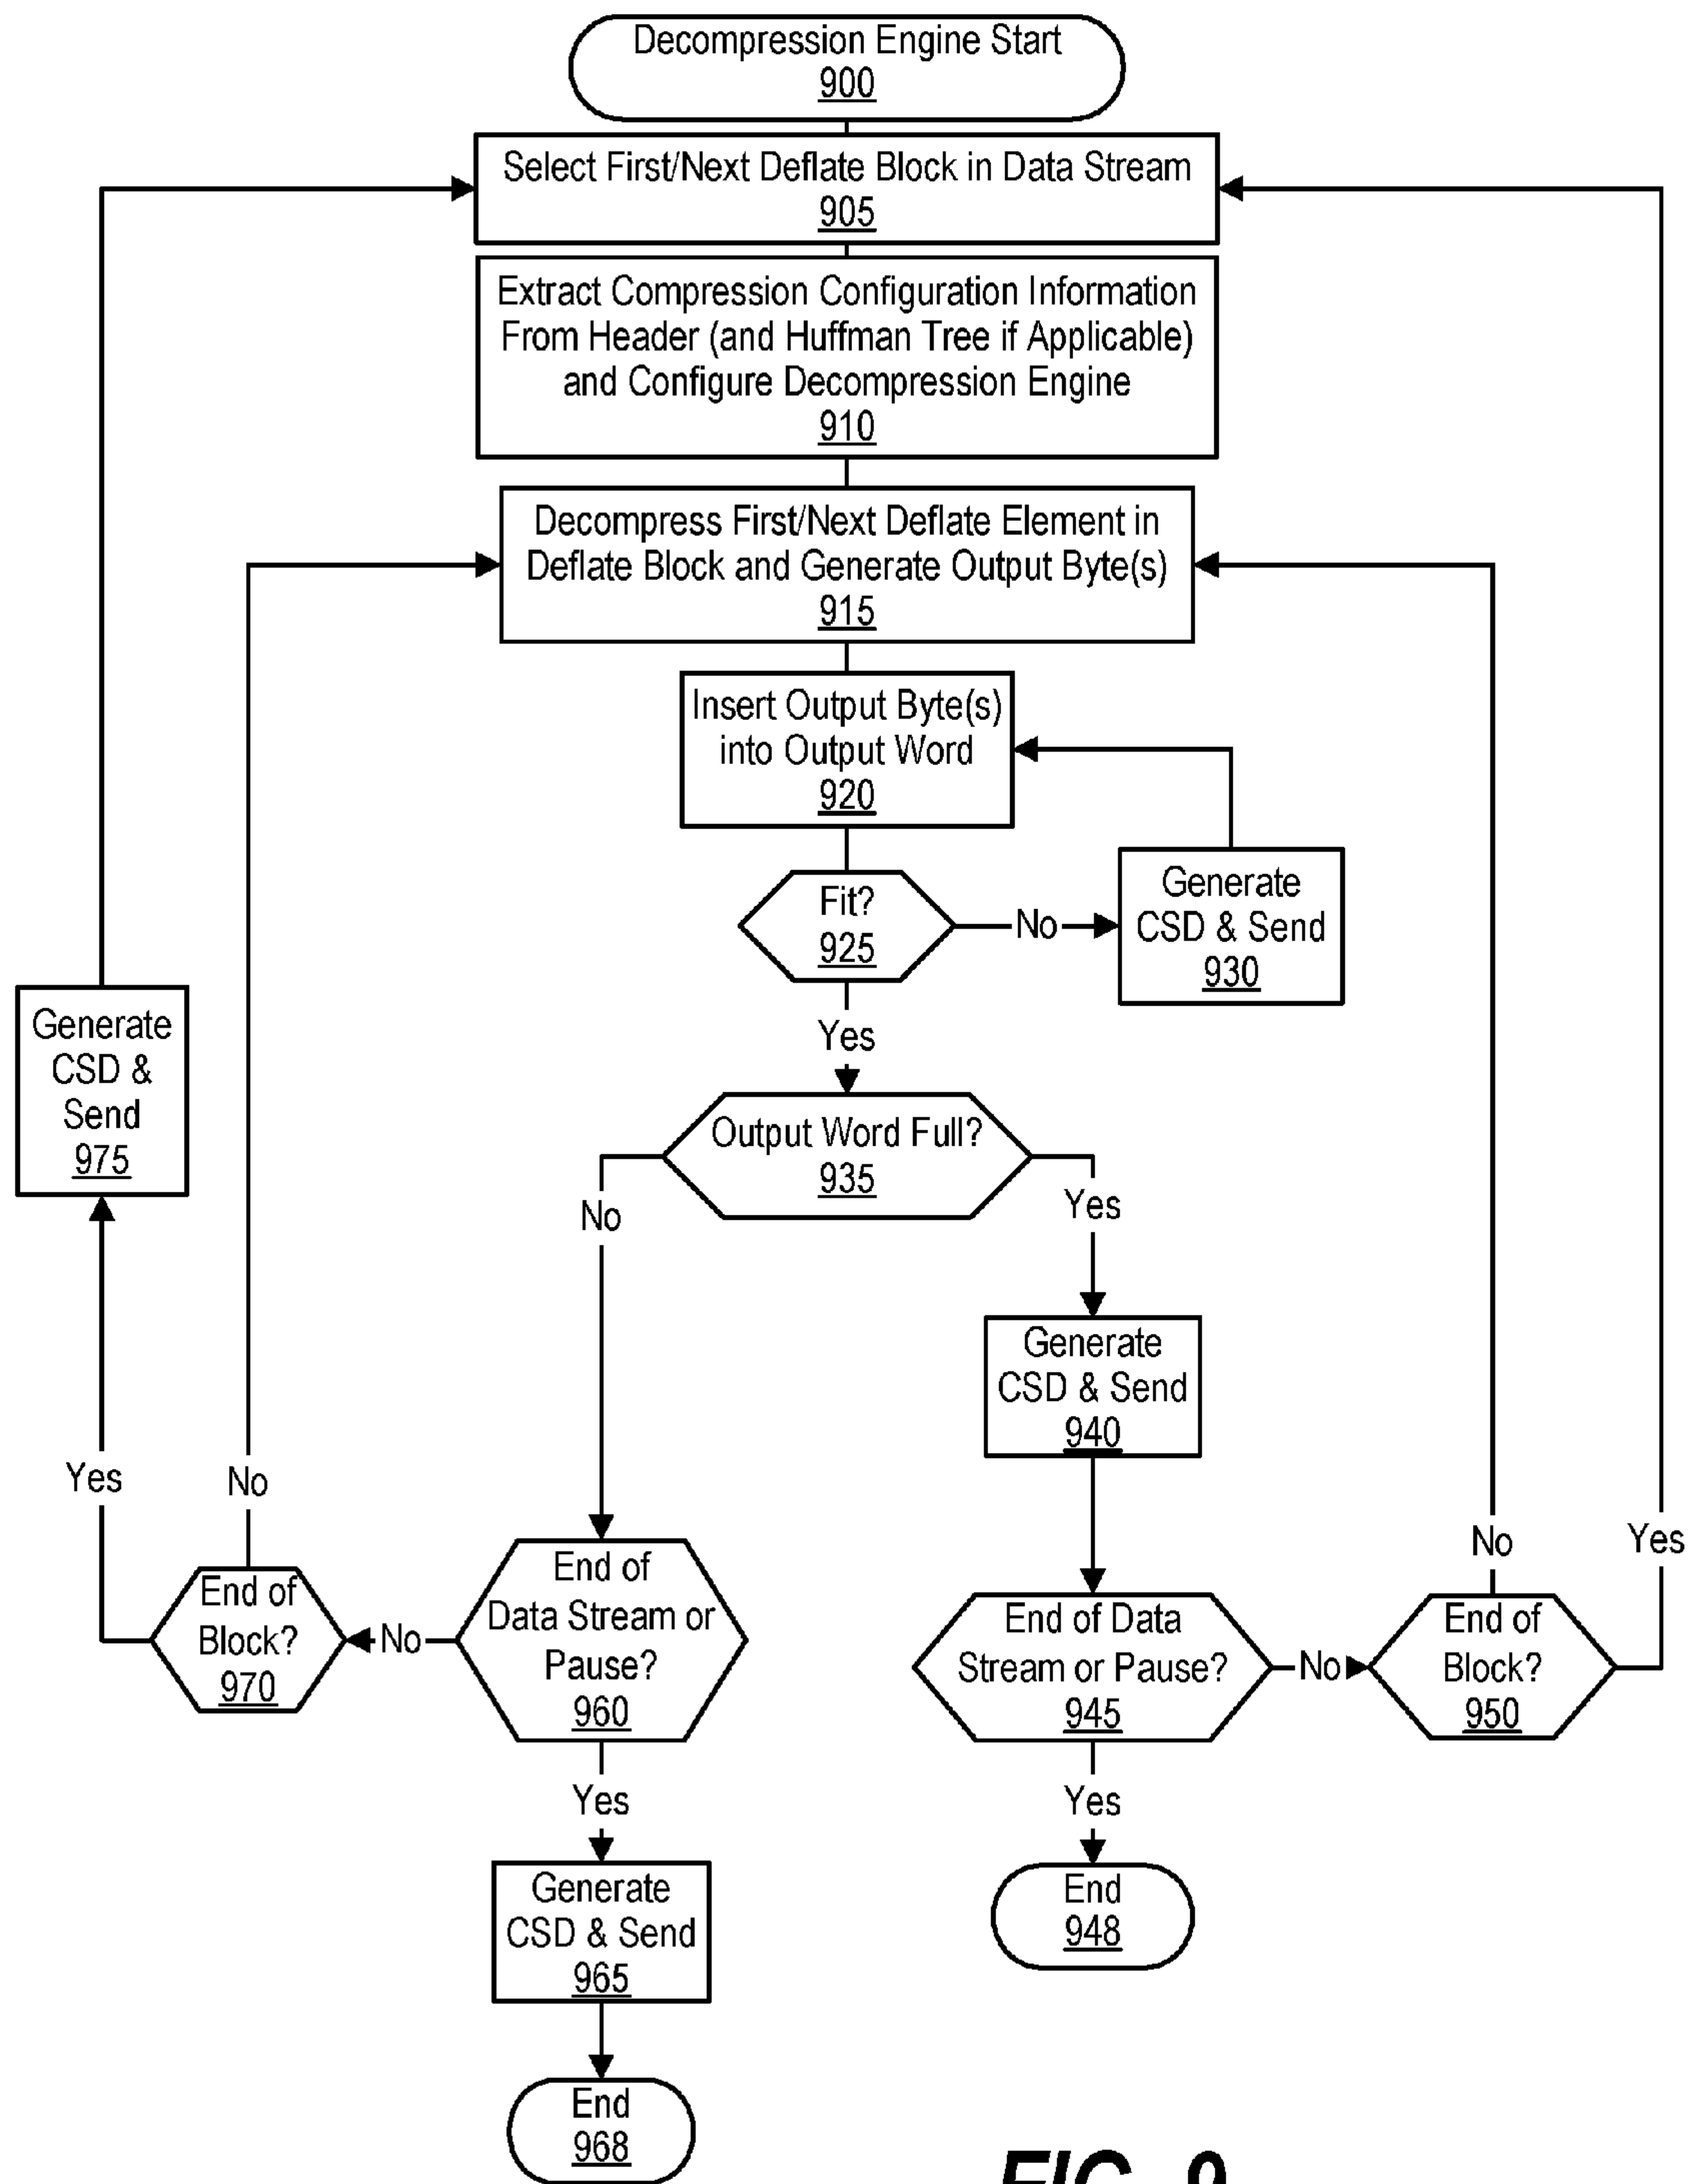 Decompression Engine Start
900
Select First/Next Deflate Block in Data Stream
905
Extract Compression Configuration Information
From Header (and Huffman Tree if Applicable)
and Configure Decompression Engine
910
Decompress First/Next Deflate Element in
Deflate Block and Generate Output Byte(s)
915
Insert Output Byte(s)
into Output Word
920
Fit?
925
No
Generate
CSD & Send
930
Yes
Generate
CSD &
Send
975
Output Word Full?
935
No
Yes
Generate
CSD & Send
940
Yes
No
No
Yes
End of
Block?
970
No
End of
Data Stream or
Pause?
960
End of Data
Stream or Pause?
945
No
End of
Block?
950
Yes
Yes
Generate
CSD & Send
965
End
948
End
968
FIG. 9